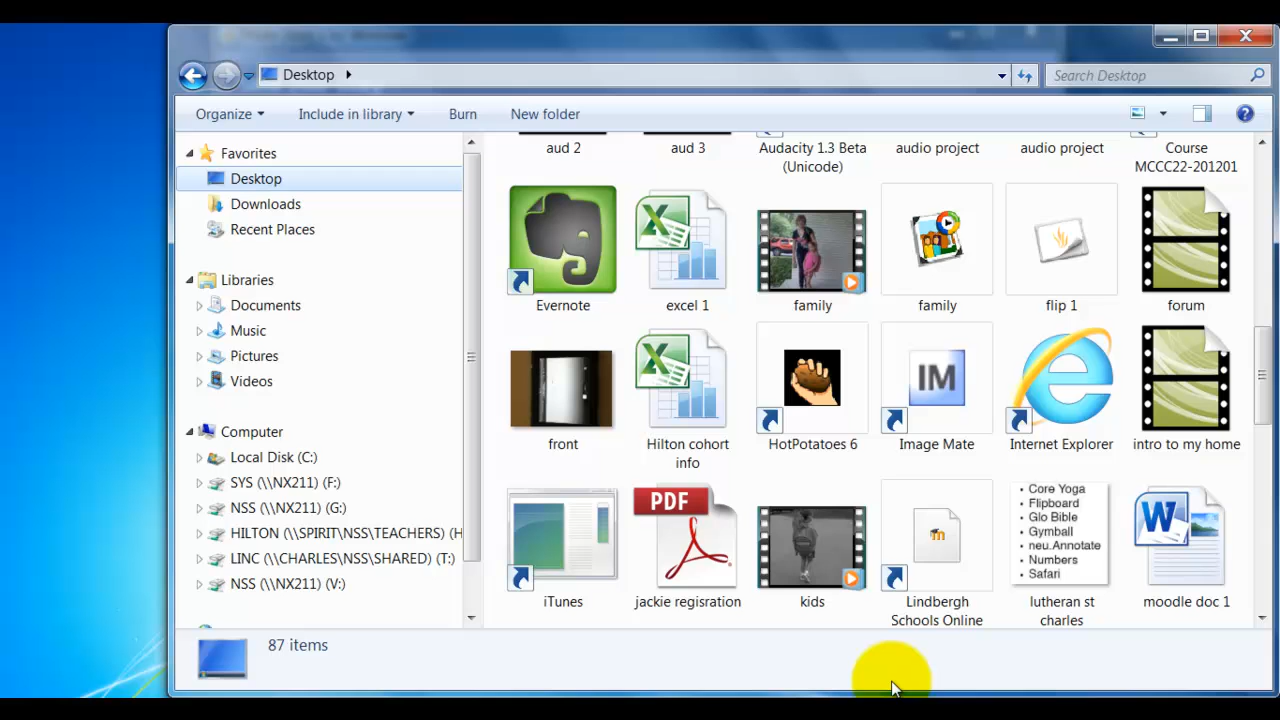 Desktop
Search Desktop
Organize
Include in library
Burn
New folder
Favorites
Desktop
Downloads
Recent Places
Libraries
Documents
Music
Pictures
Videos
Computer
Local Disk (C:)
SYS (\\NX211) (F:)
NSS (\\NX211) (G:)
HILTON (\\SPIRIT\NSS\TEACHERS) (H
LINC (\\CHARLES\NSS\SHARED) (T:)
NSS (\\NX211) (V:)
aud 2
aud 3
Audacity 1.3 Beta
(Unicode)
audio project
audio project
Course
MCCC22-201201
Evernote
excel 1
family
family
flip 1
forum
front
Hilton cohort
info
HotPotatoes 6
IM
Image Mate
Internet Explorer
intro to my home
iTunes
PDF
jackie regisration
kids
m
Lindbergh
Schools Online
• Core Yoga
• Flipboard
• Glo Bible
• Gymball
• neu.Annotate
• Numbers
• Safari
lutheran st
charles
W
moodle doc 1
87 items